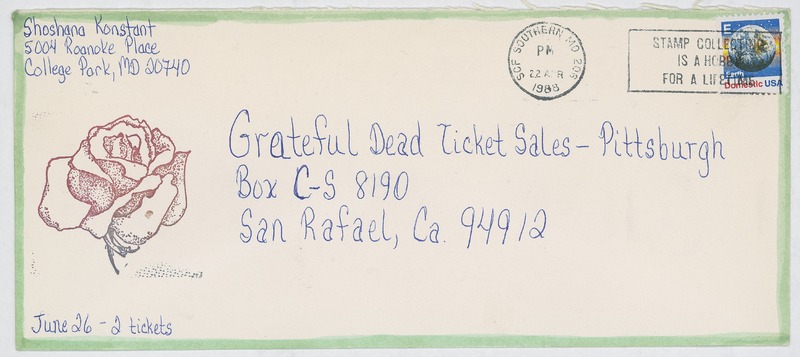 Shoshana Konstant
5004 Roanoke Place
College Park, MD 20740
SCF SOUTHERN MD 206
PM
22 APR
1988
STAMP COLLECTING
IS A HOBBY
FOR A LIFETIME
E
Earth
Domestic USA
Grateful Dead Ticket Sales - Pittsburgh
Box C-S 8190
San Rafael, Ca. 94912
June 26 - 2 tickets